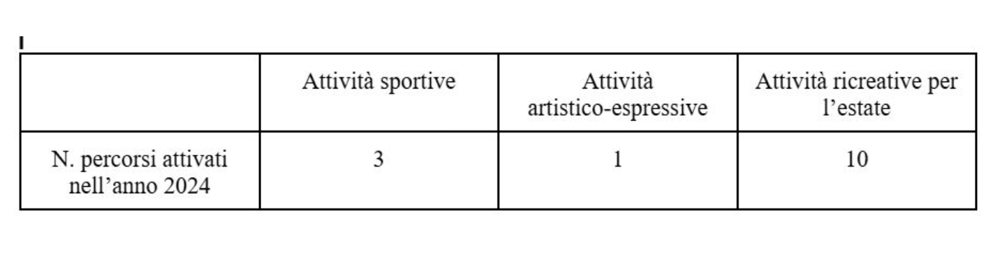 Attività sportive
Attività
artistico-espressive
Attività ricreative per
l’estate
N. percorsi attivati
nell’anno 2024
3
1
10